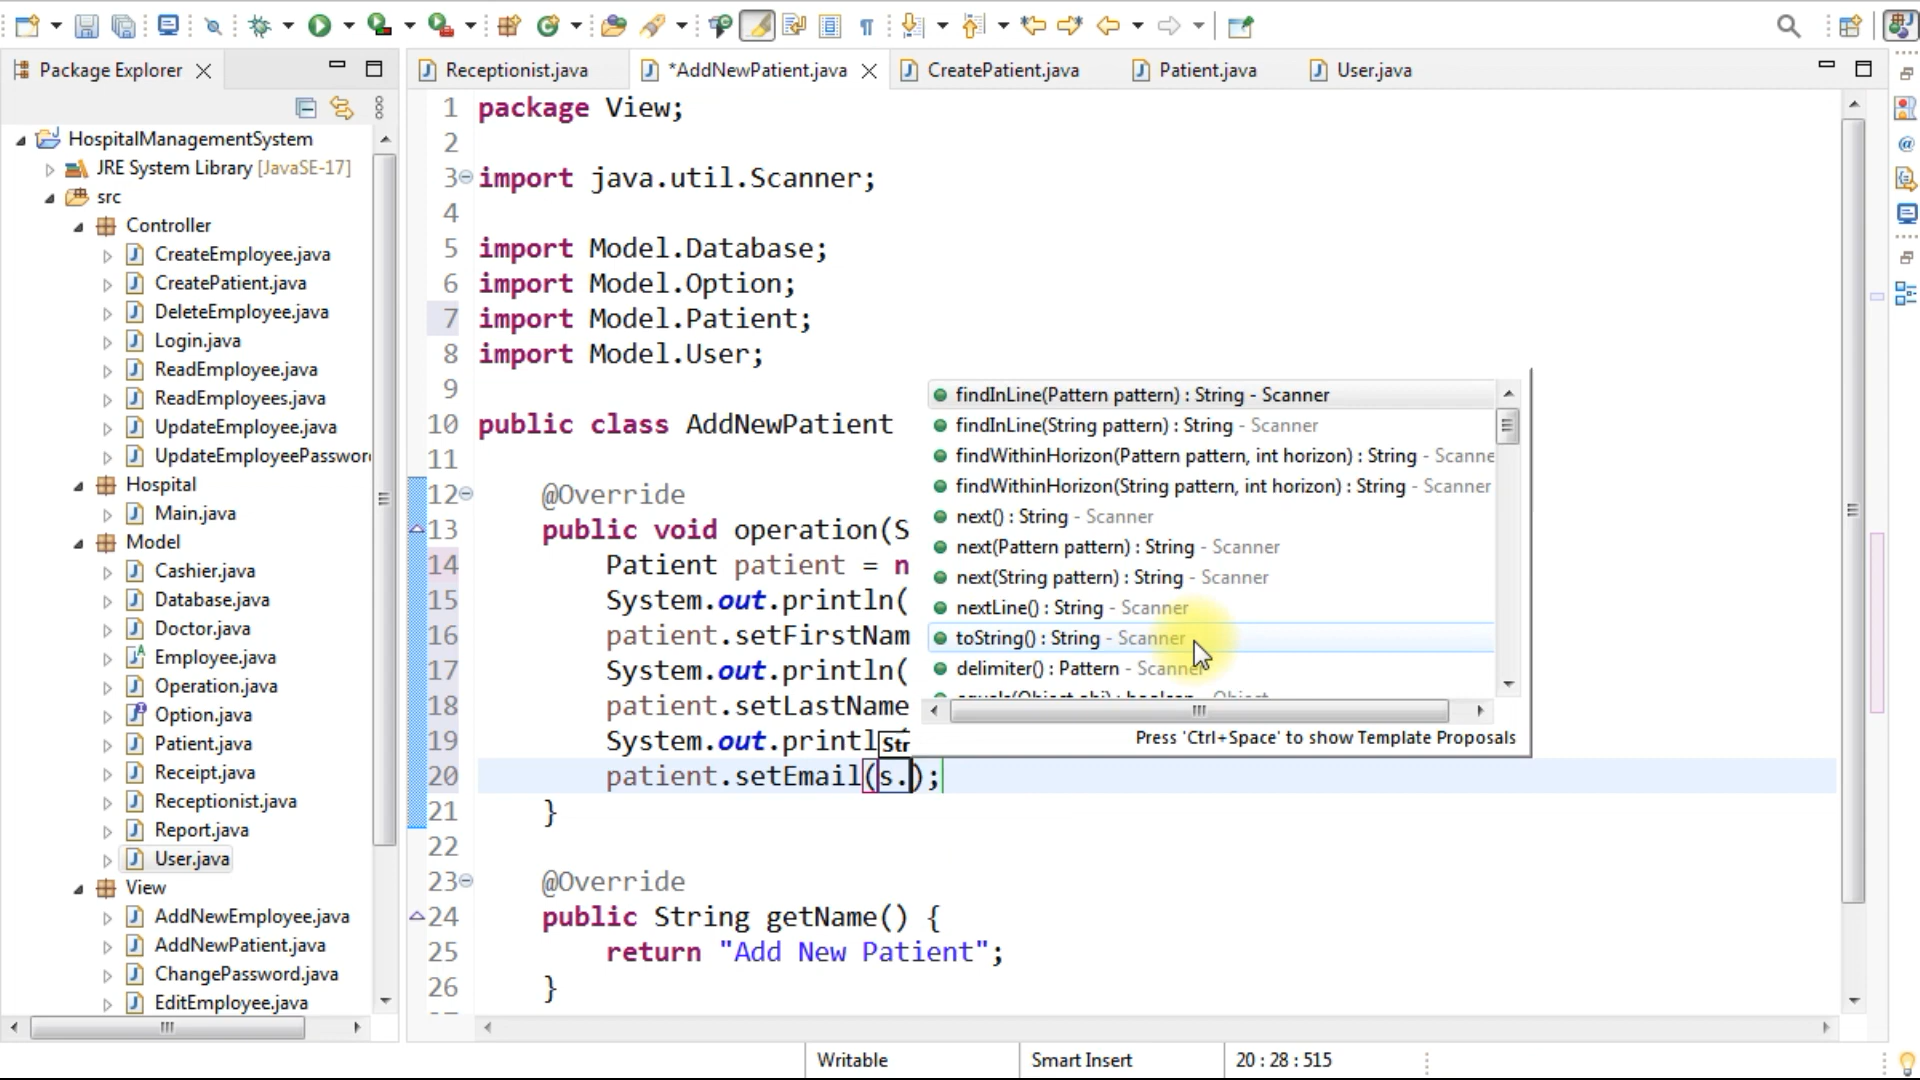 Package Explorer
Receptionist.java
*AddNewPatient.java
CreatePatient.java
Patient.java
User.java
HospitalManagementSystem
JRE System Library [JavaSE-17]
src
Controller
CreateEmployee.java
CreatePatient.java
DeleteEmployee.java
Login.java
ReadEmployee.java
ReadEmployees.java
UpdateEmployee.java
UpdateEmployeePassword
Hospital
Main.java
Model
Cashier.java
Database.java
Doctor.java
Employee.java
Operation.java
Option.java
Patient.java
Receipt.java
Receptionist.java
Report.java
User.java
View
AddNewEmployee.java
AddNewPatient.java
ChangePassword.java
EditEmployee.java
1 package View;
2
3 import java.util.Scanner;
4
5 import Model.Database;
6 import Model.Option;
7 import Model.Patient;
8 import Model.User;
9
10 public class AddNewPatient
11
12 @Override
13 public void operation(S
14 Patient patient = n
15 System.out.println(
16 patient.setFirstNam
17 System.out.println(
18 patient.setLastName
19 System.out.printl
20 patient.setEmail(s.);
21 }
22
23 @Override
24 public String getName() {
25 return "Add New Patient";
26 }
Str
findInLine(Pattern pattern) : String - Scanner
findInLine(String pattern) : String - Scanner
findWithinHorizon(Pattern pattern, int horizon) : String - Scanne
findWithinHorizon(String pattern, int horizon) : String - Scanner
next() : String - Scanner
next(Pattern pattern) : String - Scanner
next(String pattern) : String - Scanner
nextLine() : String - Scanner
toString() : String - Scanner
delimiter() : Pattern - Scanner
equals(Object obj) : boolean - Object
Press 'Ctrl+Space' to show Template Proposals
Writable
Smart Insert
20 : 28 : 515